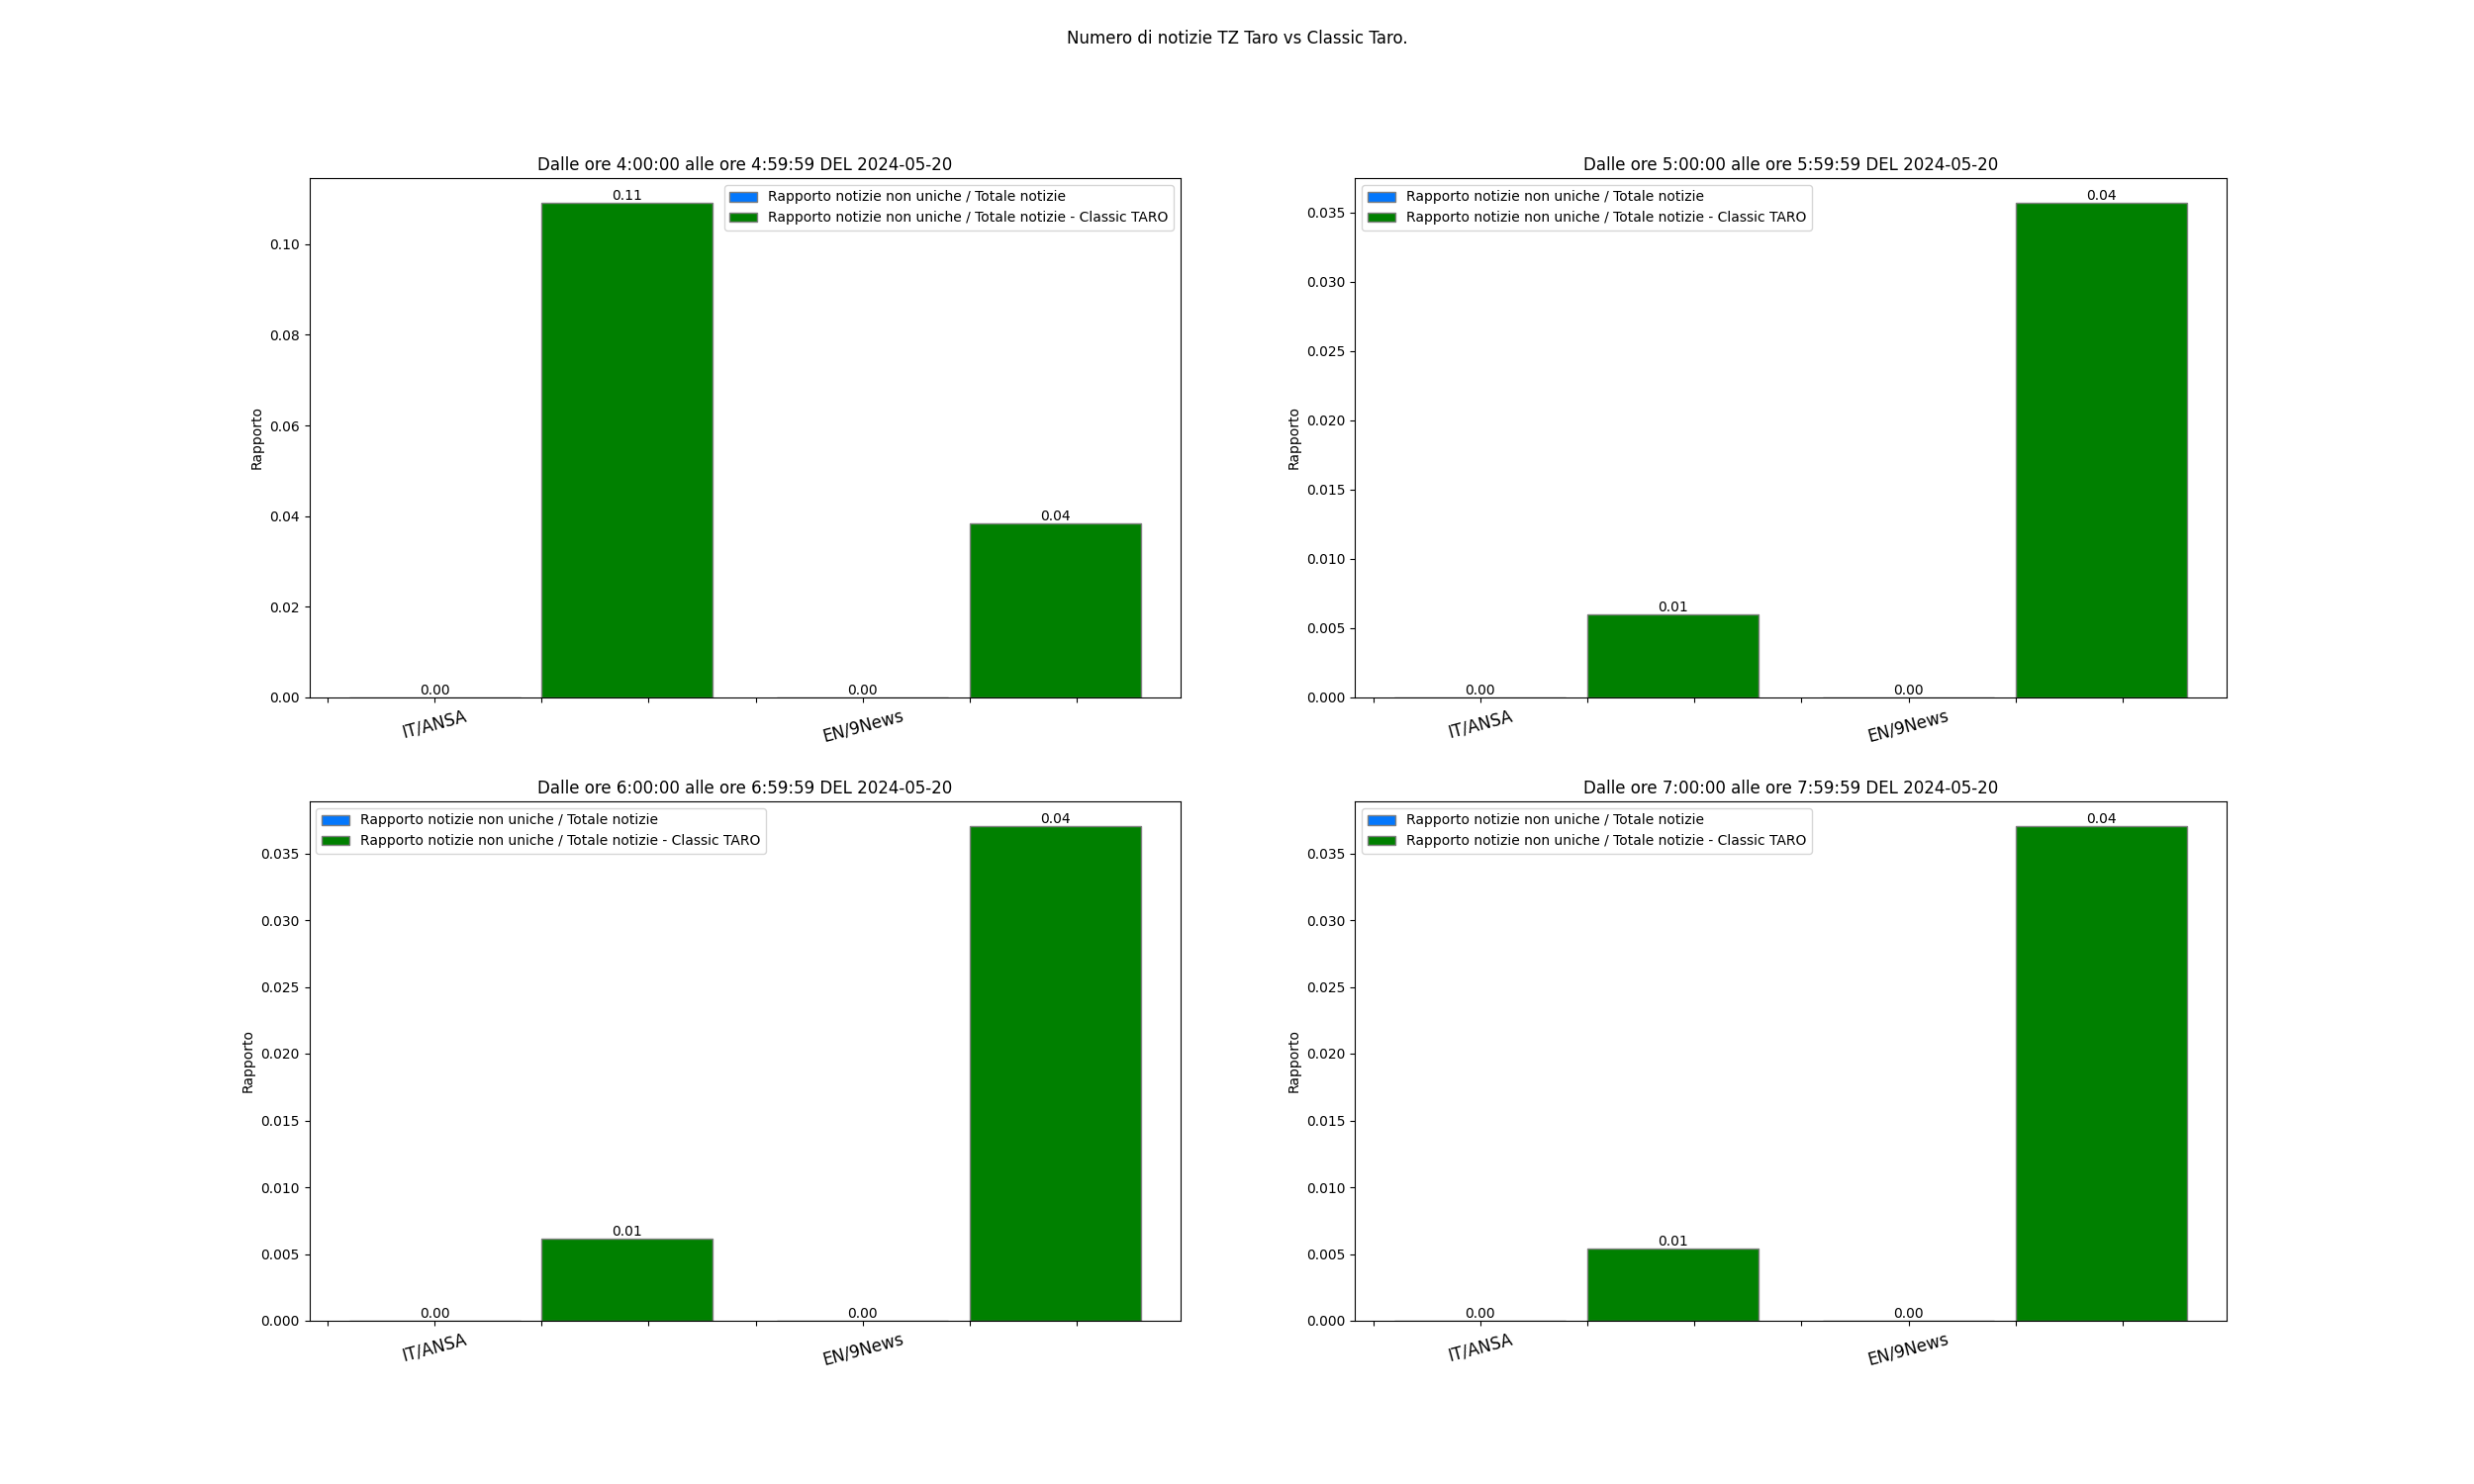 Numero di notizie TZ Taro vs Classic Taro.
Dalle ore 4:00:00 alle ore 4:59:59 DEL 2024-05-20
Rapporto notizie non uniche / Totale notizie
Rapporto notizie non uniche / Totale notizie - Classic TARO
Rapporto
0.10
0.08
0.06
0.04
0.02
0.00
0.00
0.11
0.00
0.04
IT/ANSA
EN/9News
Dalle ore 5:00:00 alle ore 5:59:59 DEL 2024-05-20
Rapporto notizie non uniche / Totale notizie
Rapporto notizie non uniche / Totale notizie - Classic TARO
Rapporto
0.035
0.030
0.025
0.020
0.015
0.010
0.005
0.000
0.00
0.01
0.00
0.04
IT/ANSA
EN/9News
Dalle ore 6:00:00 alle ore 6:59:59 DEL 2024-05-20
Rapporto notizie non uniche / Totale notizie
Rapporto notizie non uniche / Totale notizie - Classic TARO
Rapporto
0.035
0.030
0.025
0.020
0.015
0.010
0.005
0.000
0.00
0.01
0.00
0.04
IT/ANSA
EN/9News
Dalle ore 7:00:00 alle ore 7:59:59 DEL 2024-05-20
Rapporto notizie non uniche / Totale notizie
Rapporto notizie non uniche / Totale notizie - Classic TARO
Rapporto
0.035
0.030
0.025
0.020
0.015
0.010
0.005
0.000
0.00
0.01
0.00
0.04
IT/ANSA
EN/9News